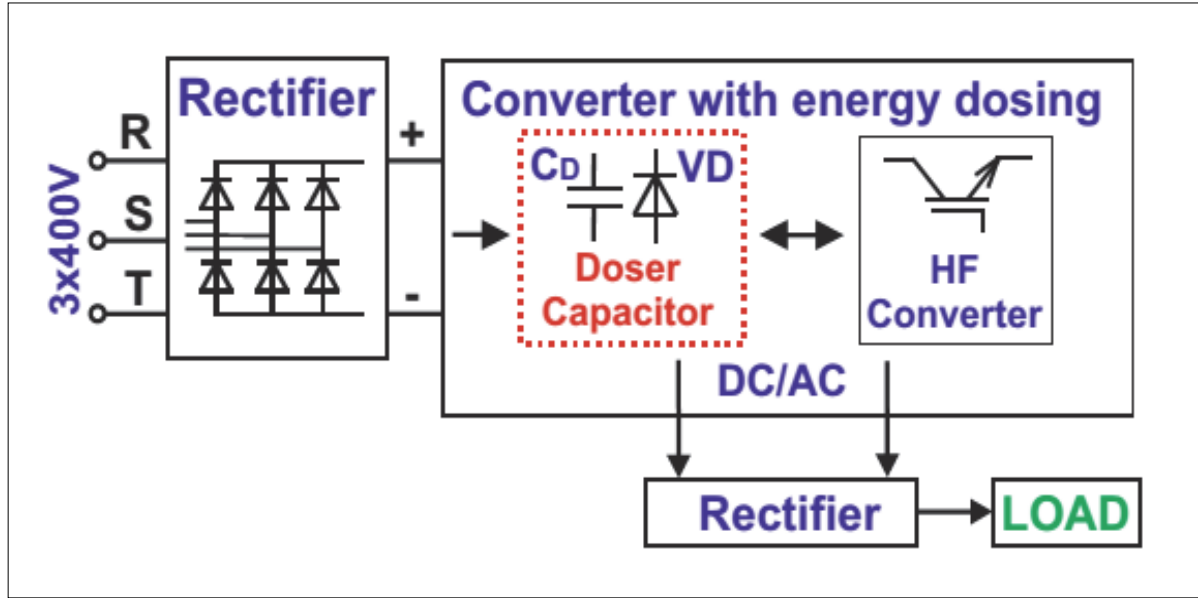 Rectifier
R
S
T
3x400V
+
-
Converter with energy dosing
CD
VD
Doser
Capacitor
HF
Converter
DC/AC
Rectifier
LOAD